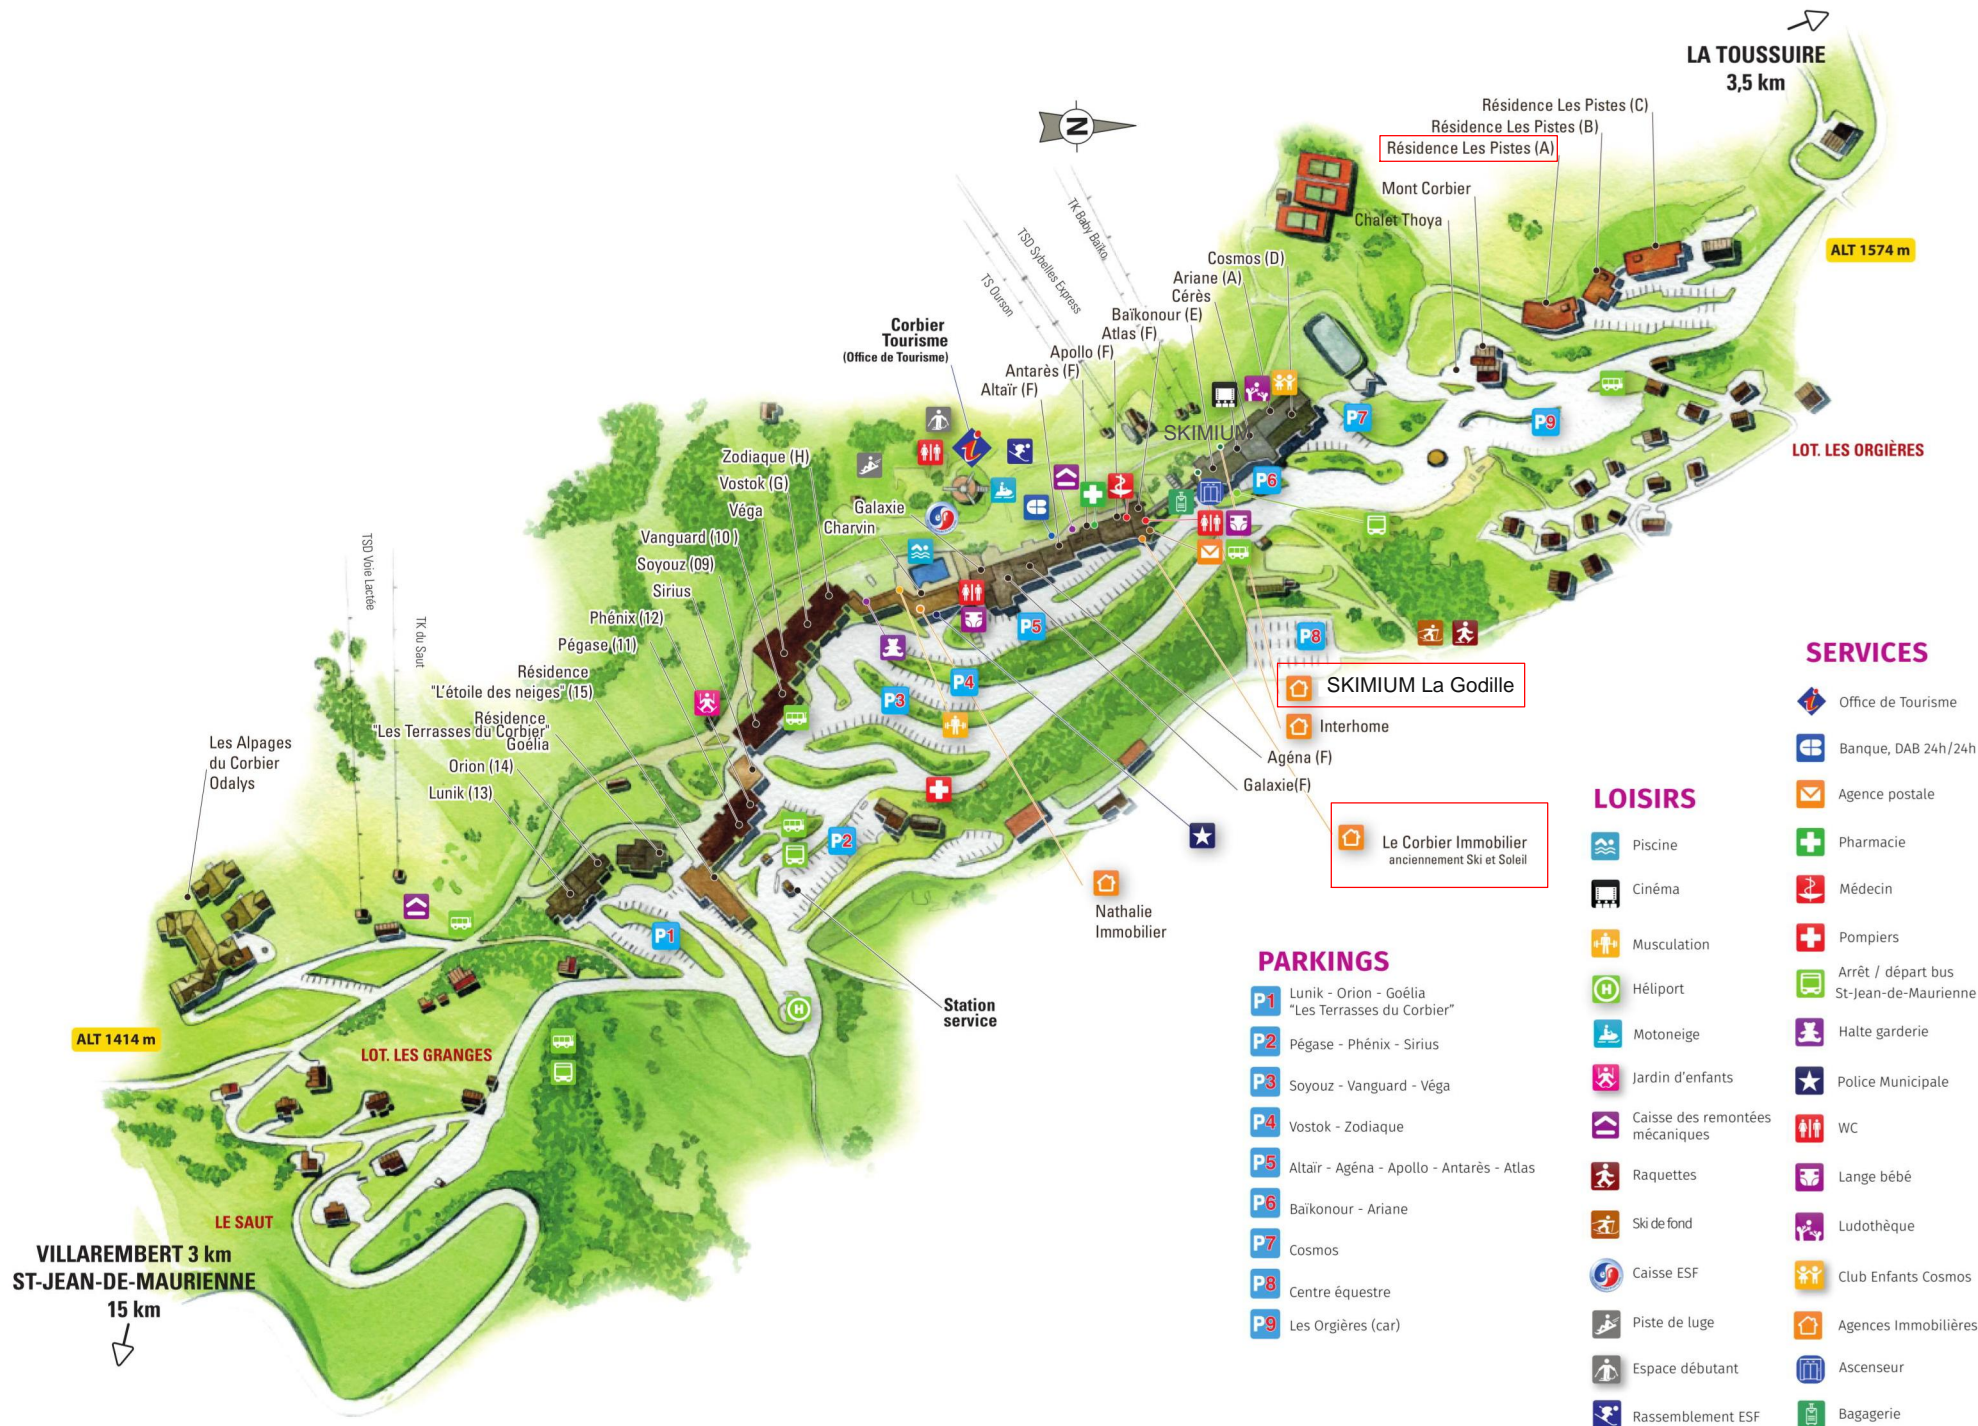 LA TOUSSUIRE
3,5 km
Résidence Les Pistes (C)
Résidence Les Pistes (B)
Résidence Les Pistes (A)
Mont Corbier
Chalet Thoya
ALT 1574 m
LOT. LES ORGIÈRES
N
TK Baby Baïko
TSD Sybelles Express
TS Ourson
Cosmos (D)
Ariane (A)
Cérès
Baïkonour (E)
Atlas (F)
Apollo (F)
Antarès (F)
Altaïr (F)
Corbier
Tourisme
(Office de Tourisme)
SKIMIUM
Zodiaque (H)
Vostok (G)
Véga
Galaxie
Charvin
Vanguard (10 )
Soyouz (09)
Sirius
Phénix (12)
Pégase (11)
Résidence
"L'étoile des neiges" (15)
Résidence
"Les Terrasses du Corbier"
Goélia
Orion (14)
Lunik (13)
TSD Voie Lactée
TK du Saut
Les Alpages
du Corbier
Odalys
P7
P9
P6
P8
P5
P4
P3
P2
P1
H
SKIMIUM La Godille
Interhome
Agéna (F)
Galaxie(F)
Le Corbier Immobilier
anciennement Ski et Soleil
Nathalie
Immobilier
Station
service
ALT 1414 m
LOT. LES GRANGES
LE SAUT
VILLAREMBERT 3 km
ST-JEAN-DE-MAURIENNE
15 km
PARKINGS
P1 Lunik - Orion - Goélia
“Les Terrasses du Corbier”
P2 Pégase - Phénix - Sirius
P3 Soyouz - Vanguard - Véga
P4 Vostok - Zodiaque
P5 Altaïr - Agéna - Apollo - Antarès - Atlas
P6 Baïkonour - Ariane
P7 Cosmos
P8 Centre équestre
P9 Les Orgières (car)
LOISIRS
Piscine
Cinéma
Musculation
H Héliport
Motoneige
Jardin d'enfants
Caisse des remontées
mécaniques
Raquettes
Ski de fond
Caisse ESF
Piste de luge
Espace débutant
Rassemblement ESF
SERVICES
Office de Tourisme
Banque, DAB 24h/24h
Agence postale
Pharmacie
Médecin
Pompiers
Arrêt / départ bus
St-Jean-de-Maurienne
Halte garderie
Police Municipale
WC
Lange bébé
Ludothèque
Club Enfants Cosmos
Agences Immobilières
Ascenseur
Bagagerie